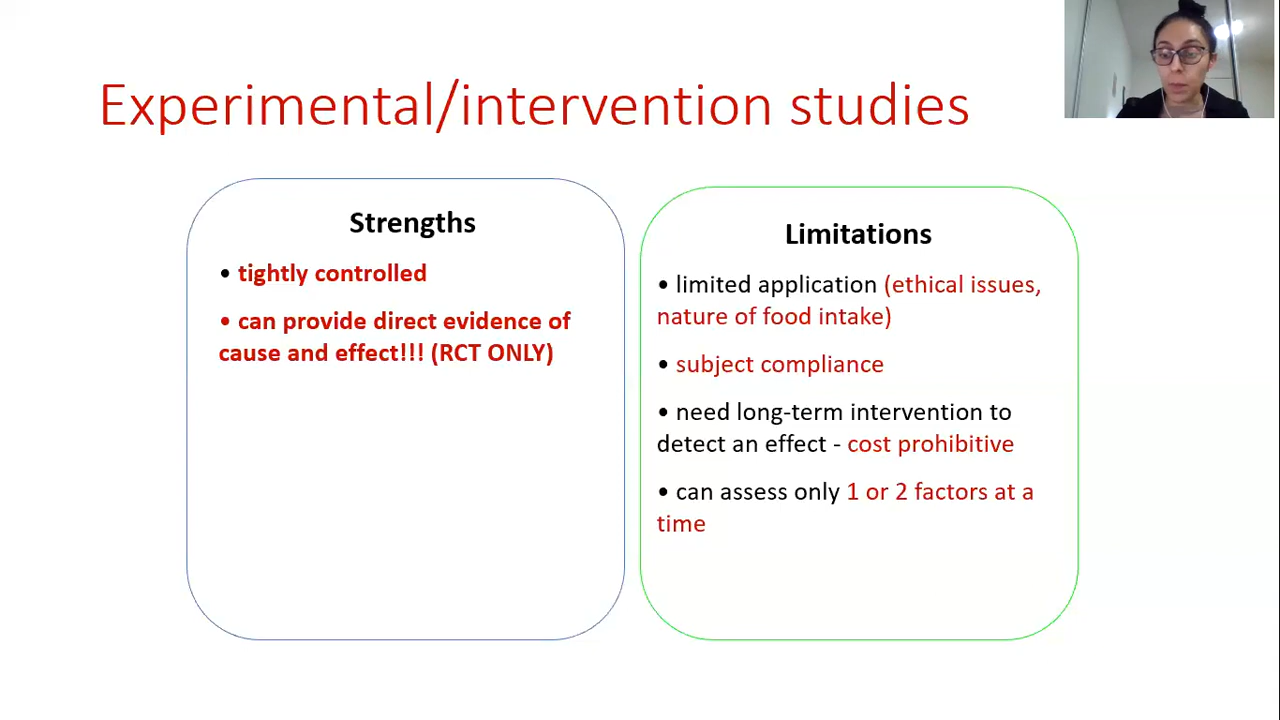 Experimental/intervention studies
Strengths
• tightly controlled
• can provide direct evidence of
cause and effect!!! (RCT ONLY)
Limitations
• limited application (ethical issues,
nature of food intake)
• subject compliance
• need long-term intervention to
detect an effect - cost prohibitive
• can assess only 1 or 2 factors at a
time